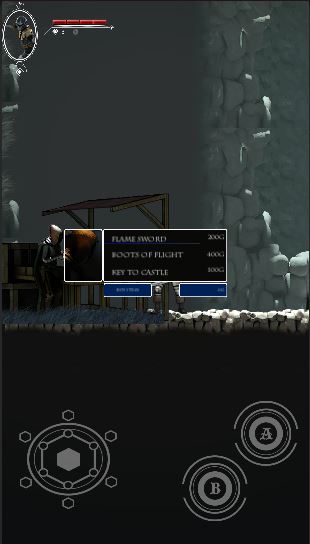 FLAME SWORD 200G
BOOTS OF FLIGHT 400G
KEY TO CASTLE 100G
A
B